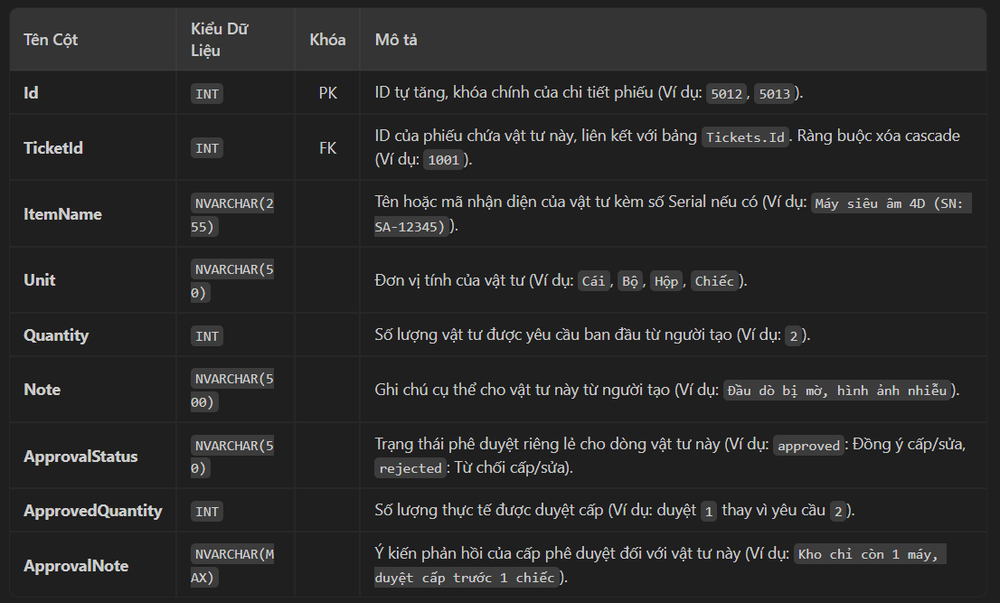 Tên Cột
Kiểu Dữ
Liệu
Khóa
Mô tả
Id
INT
PK
ID tự tăng, khóa chính của chi tiết phiếu (Ví dụ: 5012, 5013).
TicketId
INT
FK
ID của phiếu chứa vật tư này, liên kết với bảng Tickets.Id. Ràng buộc xóa cascade
(Ví dụ: 1001).
ItemName
NVARCHAR(2
55)
Tên hoặc mã nhận diện của vật tư kèm số Serial nếu có (Ví dụ: Máy siêu âm 4D (SN:
SA-12345)).
Unit
NVARCHAR(5
0)
Đơn vị tính của vật tư (Ví dụ: Cái, Bộ, Hộp, Chiếc).
Quantity
INT
Số lượng vật tư được yêu cầu ban đầu từ người tạo (Ví dụ: 2).
Note
NVARCHAR(5
00)
Ghi chú cụ thể cho vật tư này từ người tạo (Ví dụ: Đầu dò bị mờ, hình ảnh nhiễu).
ApprovalStatus
NVARCHAR(5
0)
Trạng thái phê duyệt riêng lẻ cho dòng vật tư này (Ví dụ: approved: Đồng ý cấp/sửa,
rejected: Từ chối cấp/sửa).
ApprovedQuantity
INT
Số lượng thực tế được duyệt cấp (Ví dụ: duyệt 1 thay vì yêu cầu 2).
ApprovalNote
NVARCHAR(M
AX)
Ý kiến phản hồi của cấp phê duyệt đối với vật tư này (Ví dụ: Kho chỉ còn 1 máy,
duyệt cấp trước 1 chiếc).